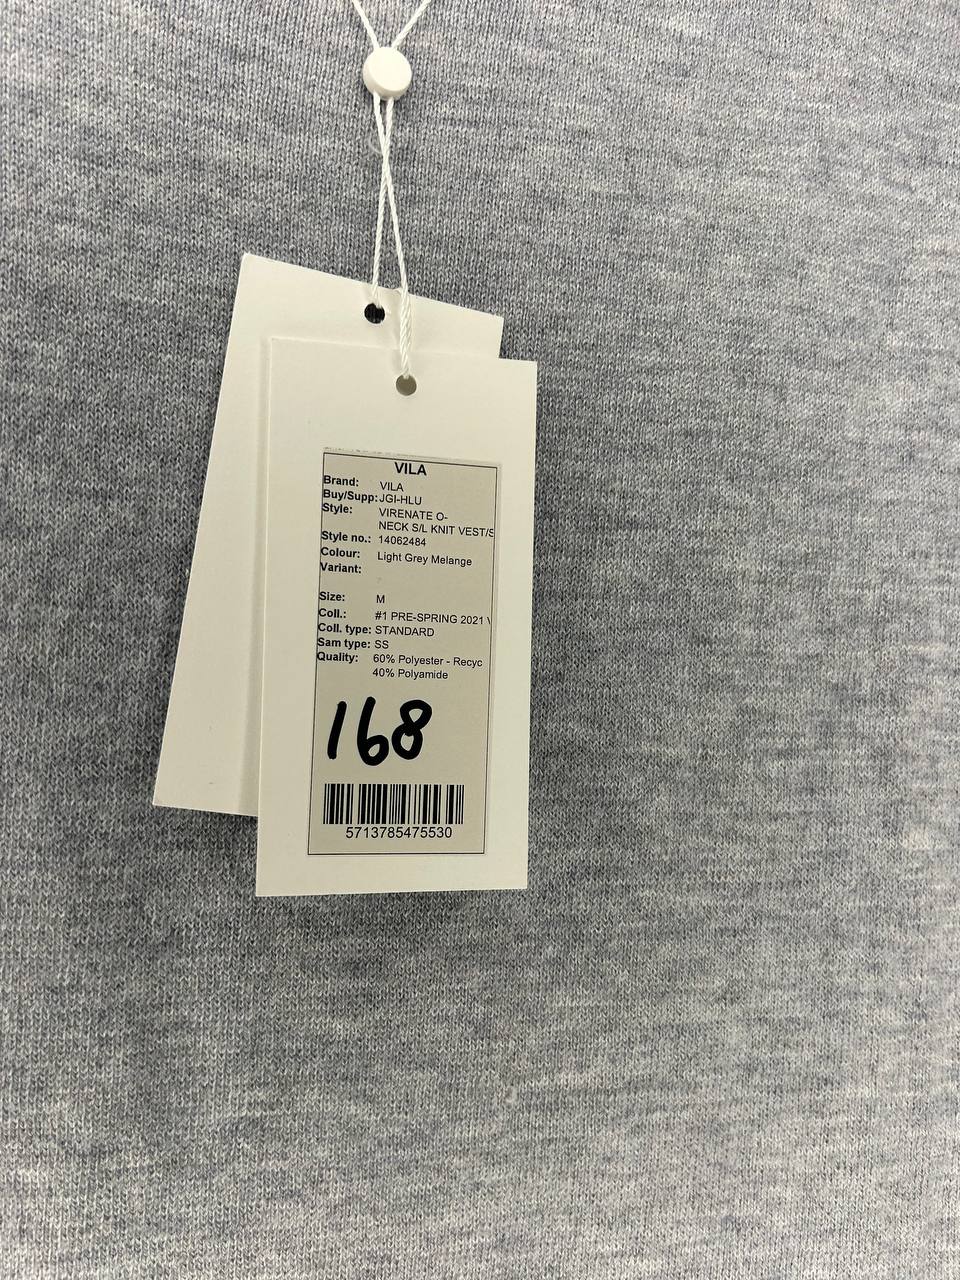 VILA
Brand: VILA
Buy/Supp: JGI-HLU
Style: VIRENATE O-
NECK S/L KNIT VEST/S
Style no.: 14062484
Colour: Light Grey Melange
Variant:
Size: M
Coll.: #1 PRE-SPRING 2021 V
Coll. type: STANDARD
Sam type: SS
Quality: 60% Polyester - Recyc
40% Polyamide
168
5713785475530